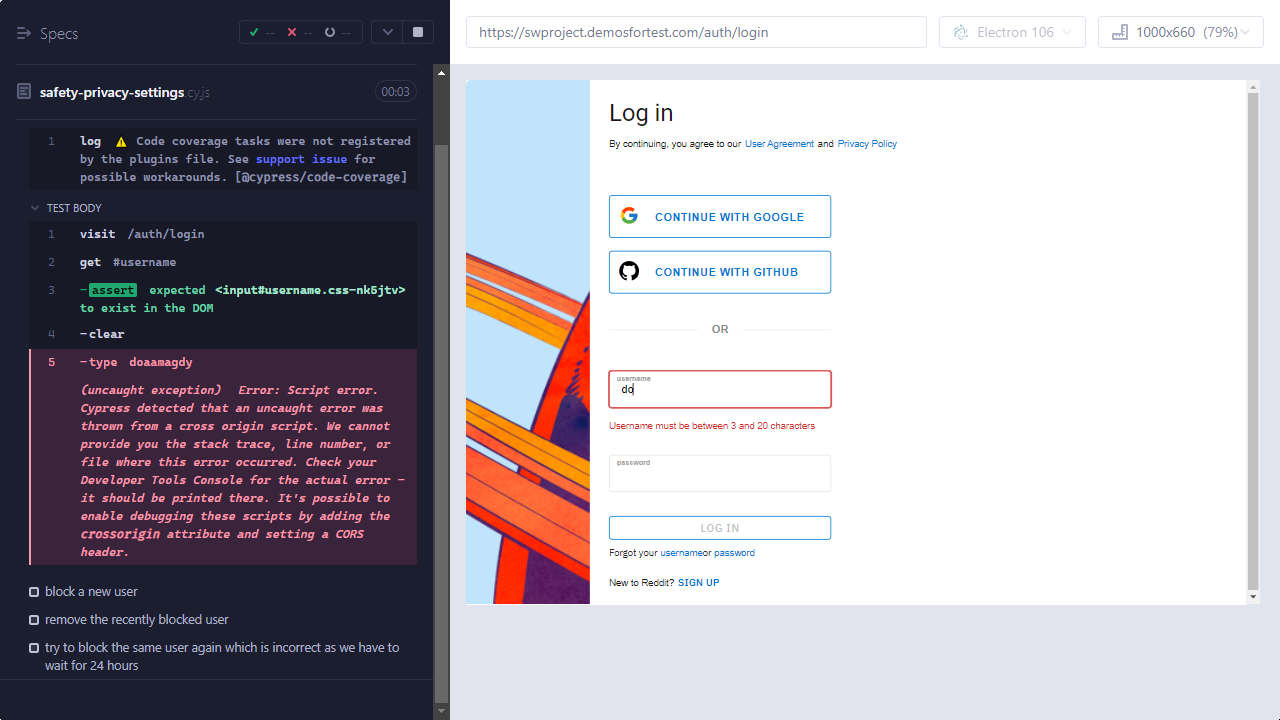 Specs
--
--
--
safety-privacy-settings.cy.js
00:03
1 log ⚠ Code coverage tasks were not registered
by the plugins file. See support issue for
possible workarounds. [@cypress/code-coverage]
TEST BODY
1 visit /auth/login
2 get #username
3 -assert expected <input#username.css-nk5jtv>
to exist in the DOM
4 -clear
5 -type doaamagdy
(uncaught exception) Error: Script error.
Cypress detected that an uncaught error was
thrown from a cross origin script. We cannot
provide you the stack trace, line number, or
file where this error occurred. Check your
Developer Tools Console for the actual error -
it should be printed there. It's possible to
enable debugging these scripts by adding the
crossorigin attribute and setting a CORS
header.
block a new user
remove the recently blocked user
try to block the same user again which is incorrect as we have to
wait for 24 hours
https://swproject.demosfortest.com/auth/login
Electron 106
1000x660 (79%)
Log in
By continuing, you agree to our User Agreement and Privacy Policy
CONTINUE WITH GOOGLE
CONTINUE WITH GITHUB
OR
username
do
Username must be between 3 and 20 characters
password
LOG IN
Forgot your usernameor password
New to Reddit? SIGN UP